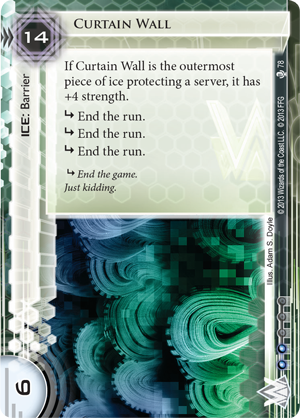 14
CURTAIN WALL
ICE: Barrier
If Curtain Wall is the outermost
piece of ice protecting a server, it has
+4 strength.
↳ End the run.
↳ End the run.
↳ End the run.
↳ End the game.
Just kidding.
78
© 2013 Wizards of the Coast LLC. © 2013 FFG
Illus. Adam S. Doyle
6